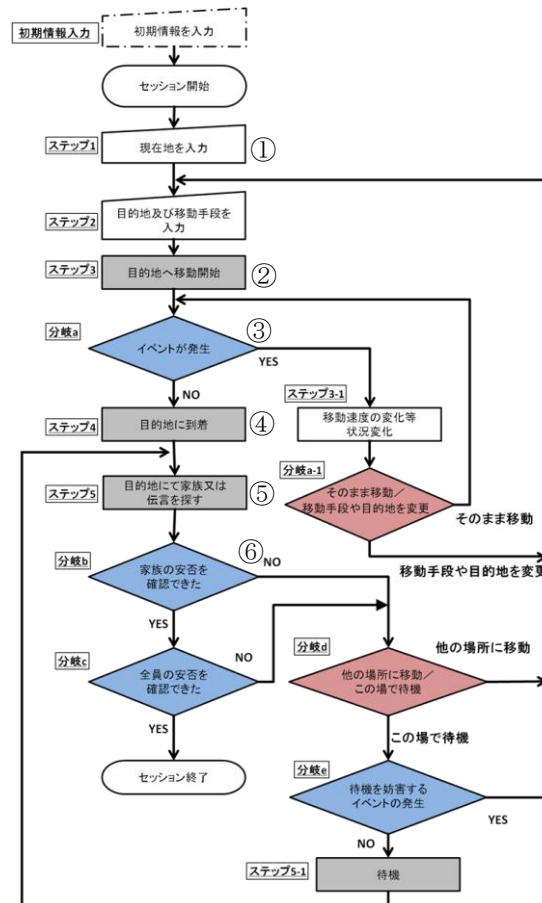 初期情報入力
初期情報を入力
セッション開始
ステップ1
現在地を入力
①
ステップ2
目的地及び移動手段を
入力
ステップ3
目的地へ移動開始
②
分岐a
イベントが発生
③
YES
NO
ステップ3-1
移動速度の変化等
状況変化
ステップ4
目的地に到着
④
分岐a-1
そのまま移動／
移動手段や目的地を変更
そのまま移動
移動手段や目的地を変更
ステップ5
目的地にて家族又は
伝言を探す
⑤
分岐b
家族の安否を
確認できた
⑥
NO
YES
分岐c
全員の安否を
確認できた
NO
YES
分岐d
他の場所に移動／
この場で待機
他の場所に移動
この場で待機
セッション終了
分岐e
待機を妨害する
イベントの発生
YES
NO
ステップ5-1
待機